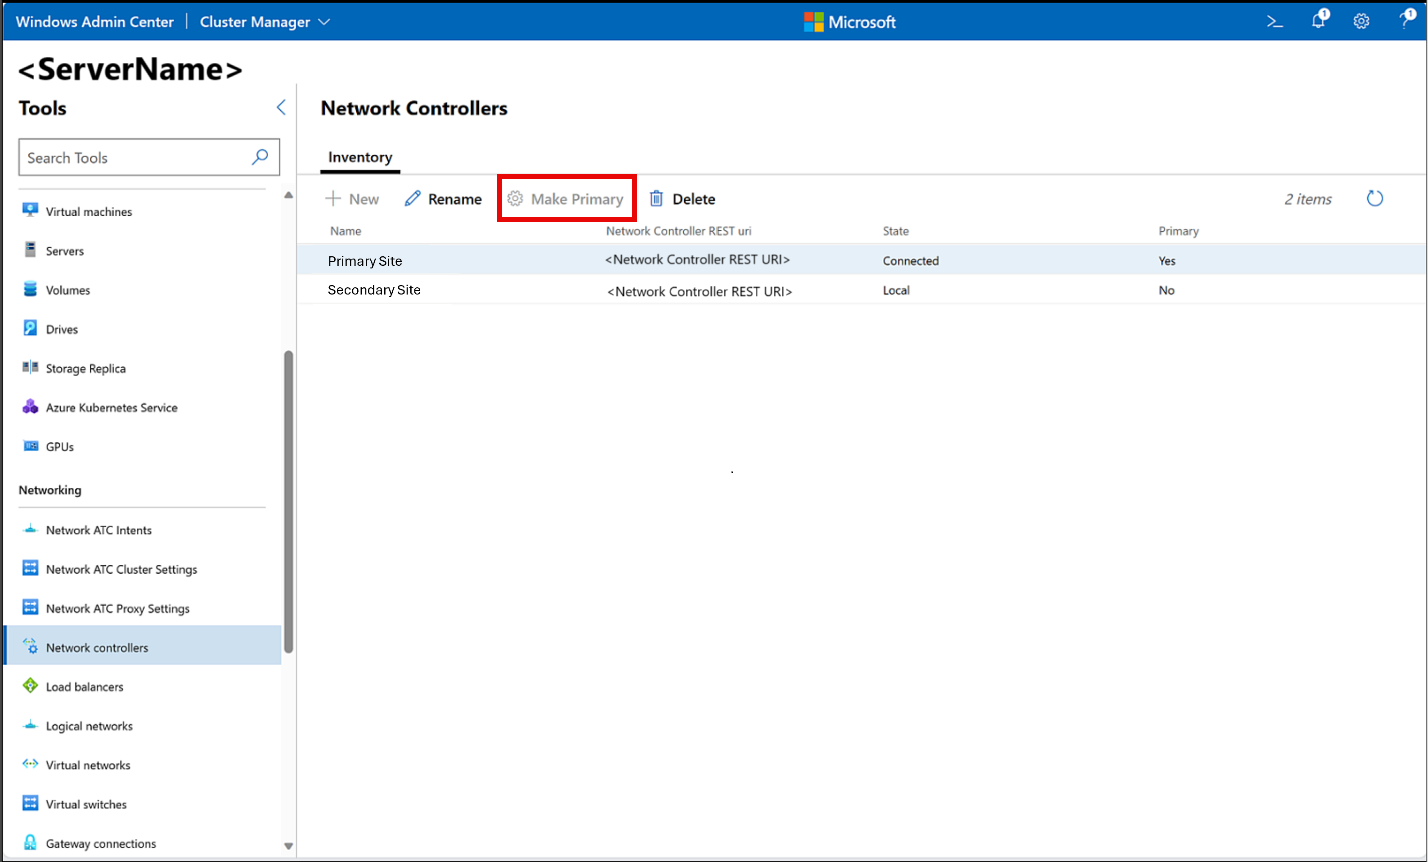 Windows Admin Center | Cluster Manager
Microsoft
1
1
<ServerName>
Tools
Search Tools
Virtual machines
Servers
Volumes
Drives
Storage Replica
Azure Kubernetes Service
GPUs
Networking
Network ATC Intents
Network ATC Cluster Settings
Network ATC Proxy Settings
Network controllers
Load balancers
Logical networks
Virtual networks
Virtual switches
Gateway connections
Network Controllers
Inventory
New Rename Make Primary Delete 2 items
Name Network Controller REST uri State Primary
Primary Site <Network Controller REST URI> Connected Yes
Secondary Site <Network Controller REST URI> Local No
.